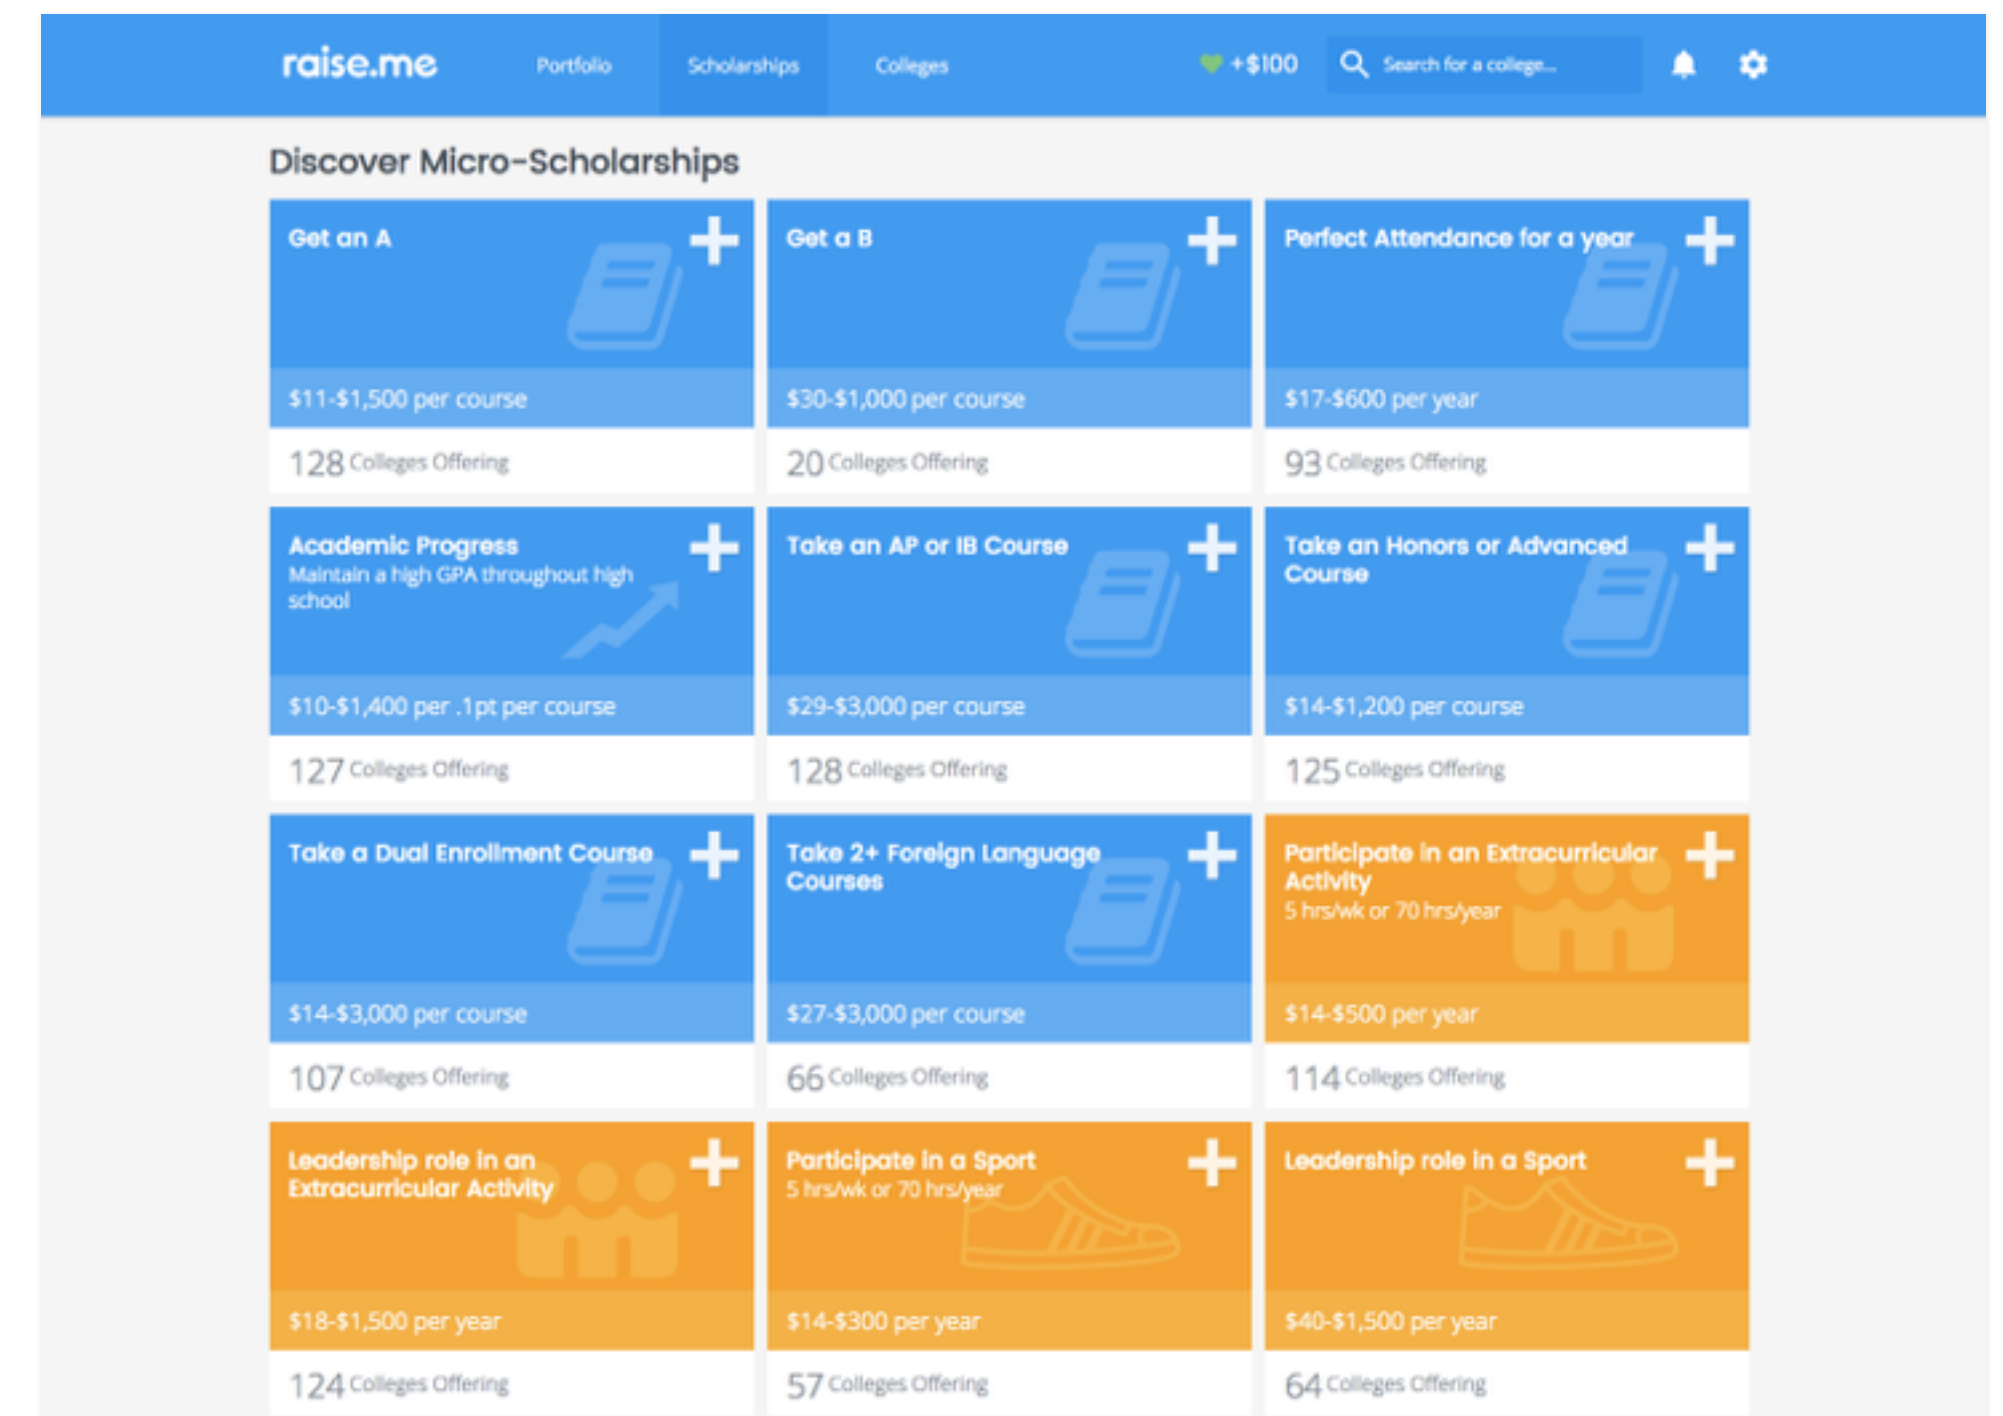 raise.me
Portfolio
Scholarships
Colleges
+$100
Search for a college...
Discover Micro-Scholarships
Get an A
$11-$1,500 per course
128 Colleges Offering
Get a B
$30-$1,000 per course
20 Colleges Offering
Perfect Attendance for a year
$17-$600 per year
93 Colleges Offering
Academic Progress
Maintain a high GPA throughout high
school
$10-$1,400 per .1pt per course
127 Colleges Offering
Take an AP or IB Course
$29-$3,000 per course
128 Colleges Offering
Take an Honors or Advanced
Course
$14-$1,200 per course
125 Colleges Offering
Take a Dual Enrollment Course
$14-$3,000 per course
107 Colleges Offering
Take 2+ Foreign Language
Courses
$27-$3,000 per course
66 Colleges Offering
Participate in an Extracurricular
Activity
5 hrs/wk or 70 hrs/year
$14-$500 per year
114 Colleges Offering
Leadership role in an
Extracurricular Activity
$18-$1,500 per year
124 Colleges Offering
Participate in a Sport
5 hrs/wk or 70 hrs/year
$14-$300 per year
57 Colleges Offering
Leadership role in a Sport
$40-$1,500 per year
64 Colleges Offering